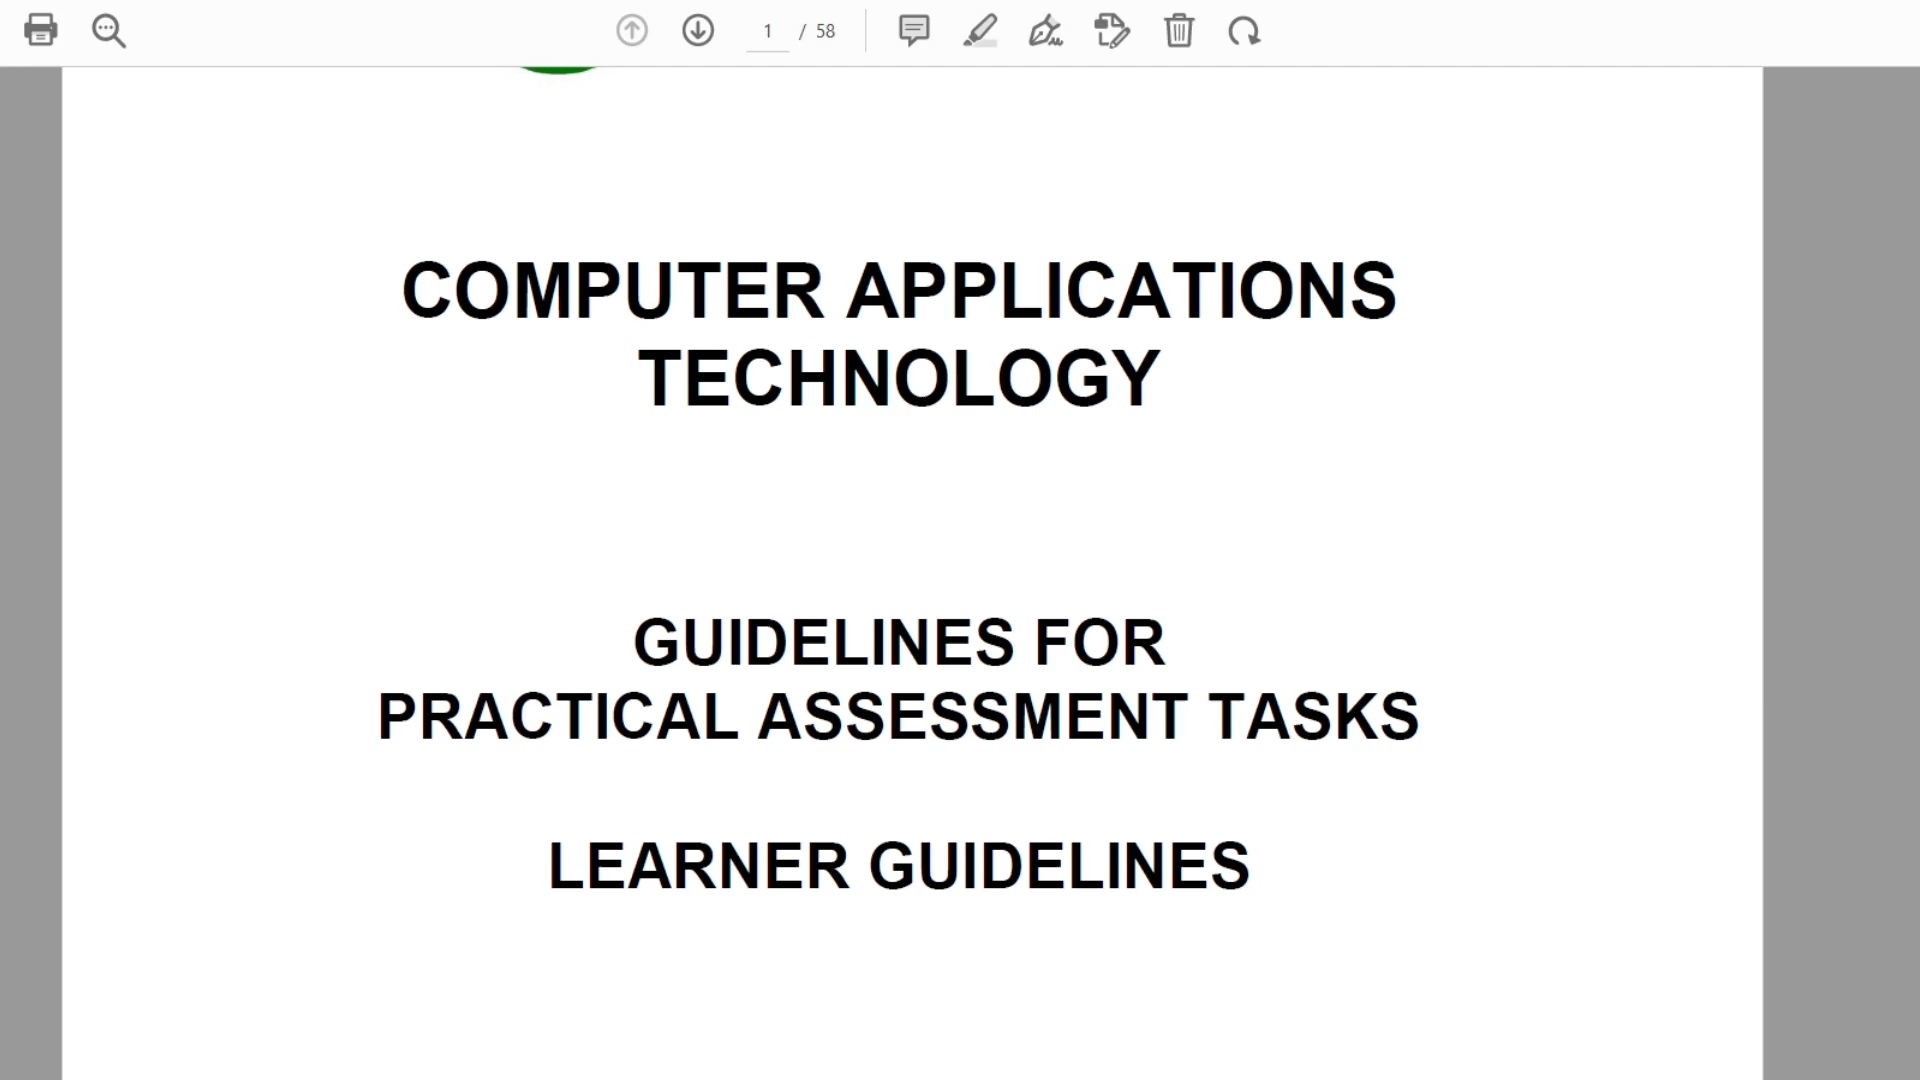 1 / 58
COMPUTER APPLICATIONS
TECHNOLOGY
GUIDELINES FOR
PRACTICAL ASSESSMENT TASKS
LEARNER GUIDELINES